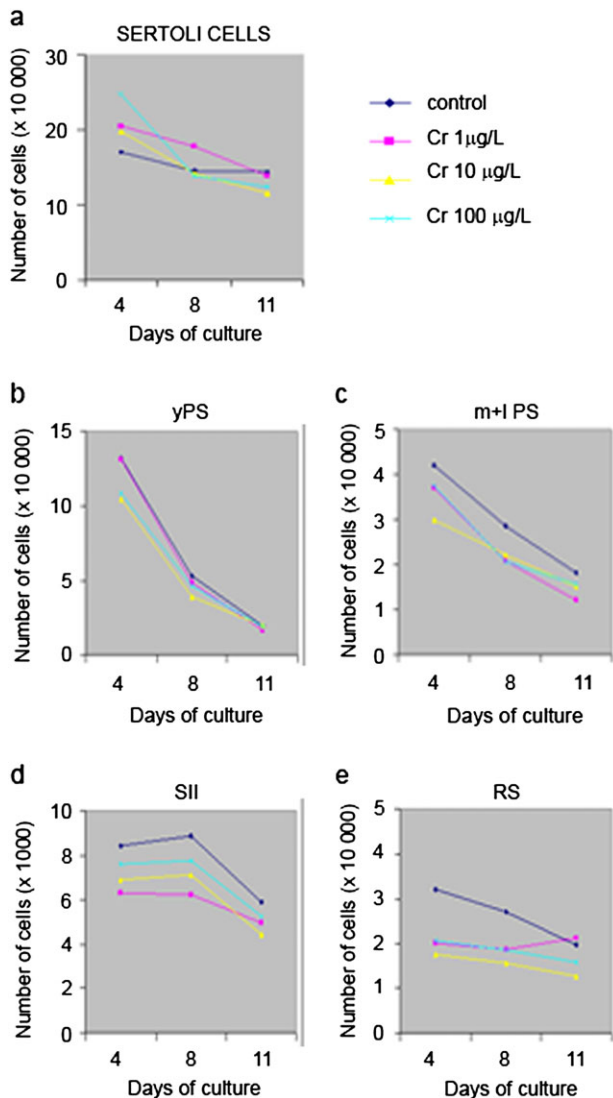 a
SERTOLI CELLS
Number of cells (x 10 000)
30
20
10
0
4 8 11
Days of culture
control
Cr 1µg/L
Cr 10 µg/L
Cr 100 µg/L
b
yPS
Number of cells (x 10 000)
15
10
5
0
4 8 11
Days of culture
c
m+l PS
Number of cells (x 10 000)
5
4
3
2
1
0
4 8 11
Days of culture
d
SII
Number of cells (x 1000)
10
8
6
4
2
0
4 8 11
Days of culture
e
RS
Number of cells (x 10 000)
5
4
3
2
1
0
4 8 11
Days of culture